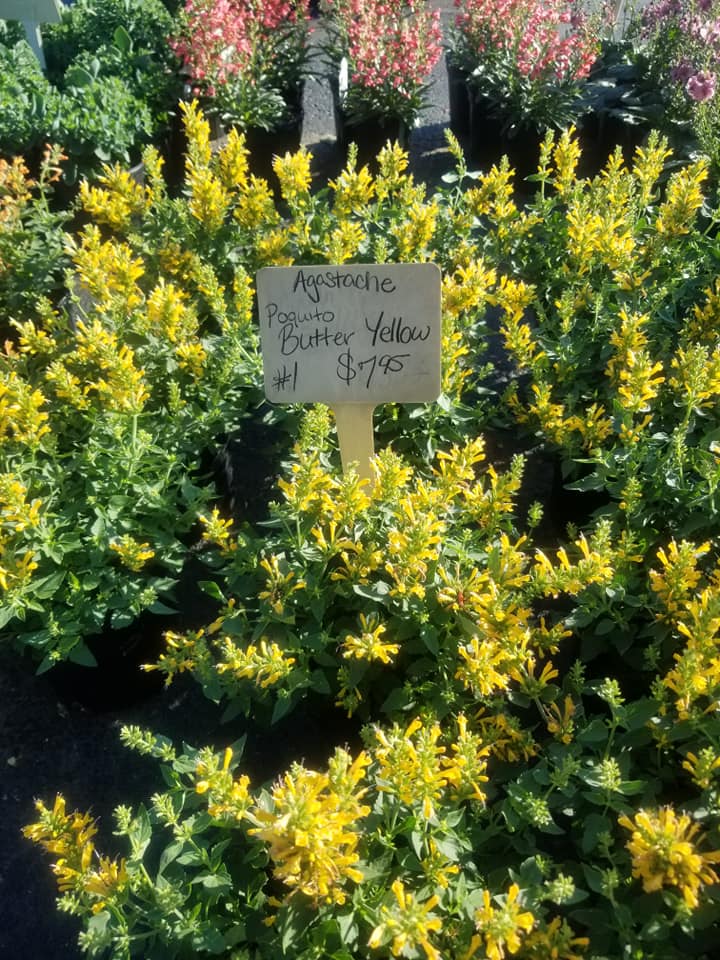 Agastache
Poquito
Butter Yellow
#1 $7.95